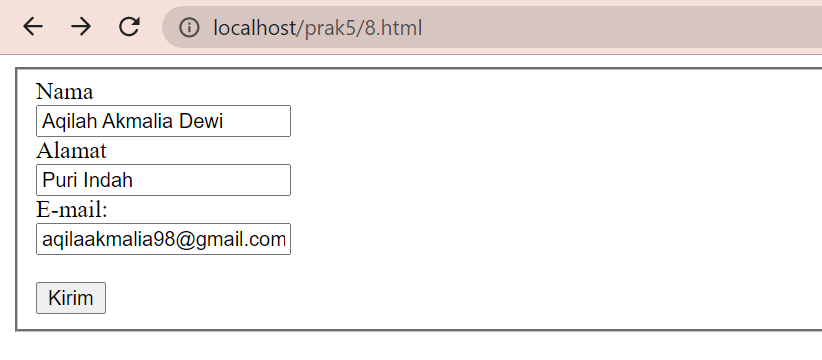 localhost/prak5/8.html
Nama
Aqilah Akmalia Dewi
Alamat
Puri Indah
E-mail:
aqilaakmalia98@gmail.com
Kirim